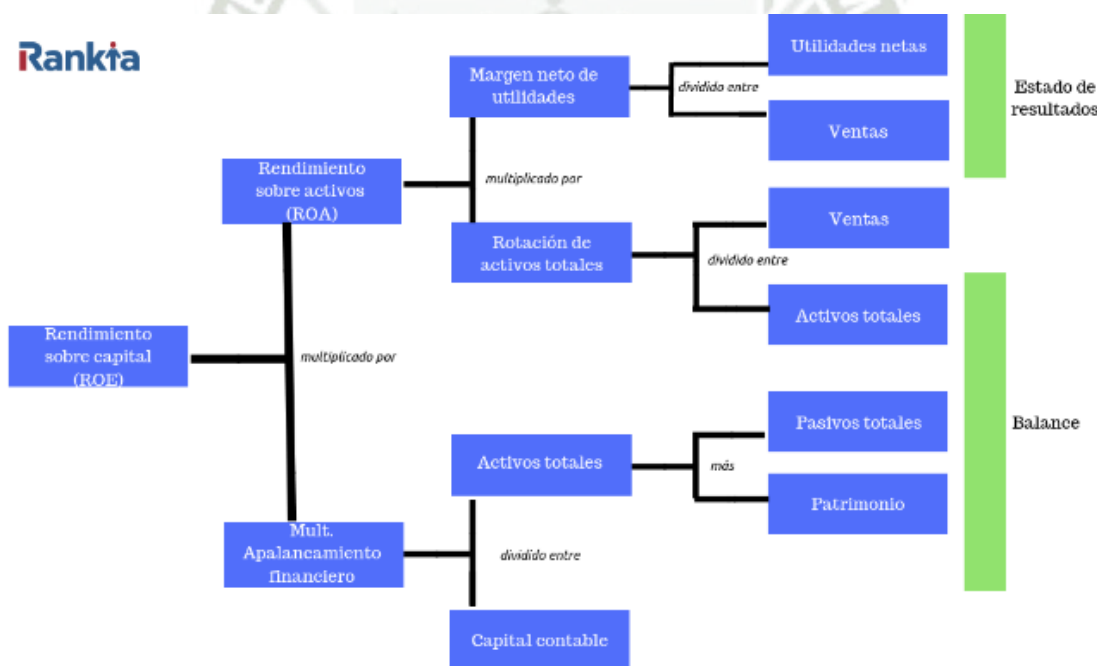 Rankia
Utilidades netas
Margen neto de
utilidades
dividido entre
Estado de
resultados
Ventas
Rendimiento
sobre activos
(ROA)
multiplicado por
Ventas
Rotación de
activos totales
dividido entre
Activos totales
Rendimiento
sobre capital
(ROE)
multiplicado por
Pasivos totales
Balance
Activos totales
más
Patrimonio
Mult.
Apalancamiento
financiero
dividido entre
Capital contable